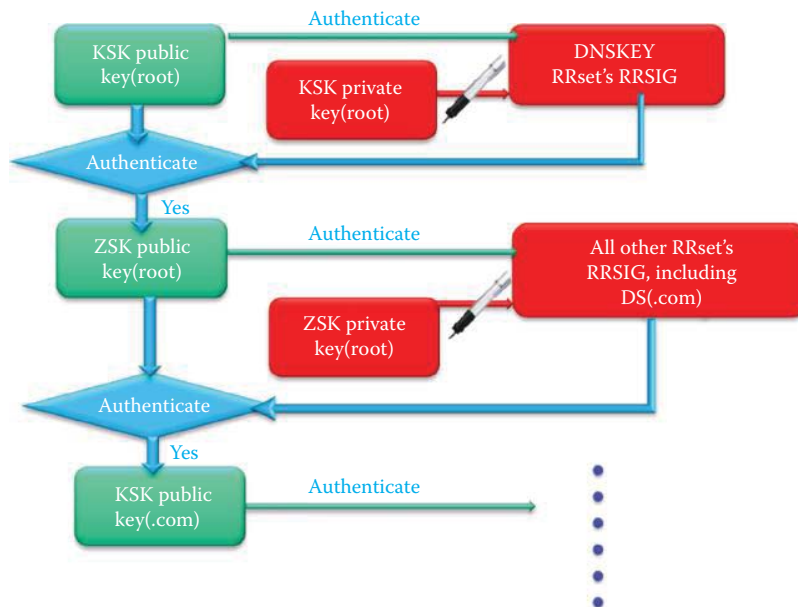 Authenticate
KSK public
key(root)
DNSKEY
RRset's RRSIG
KSK private
key(root)
Authenticate
Yes
ZSK public
key(root)
Authenticate
All other RRset's
RRSIG, including
DS(.com)
ZSK private
key(root)
Authenticate
Yes
KSK public
key(.com)
Authenticate